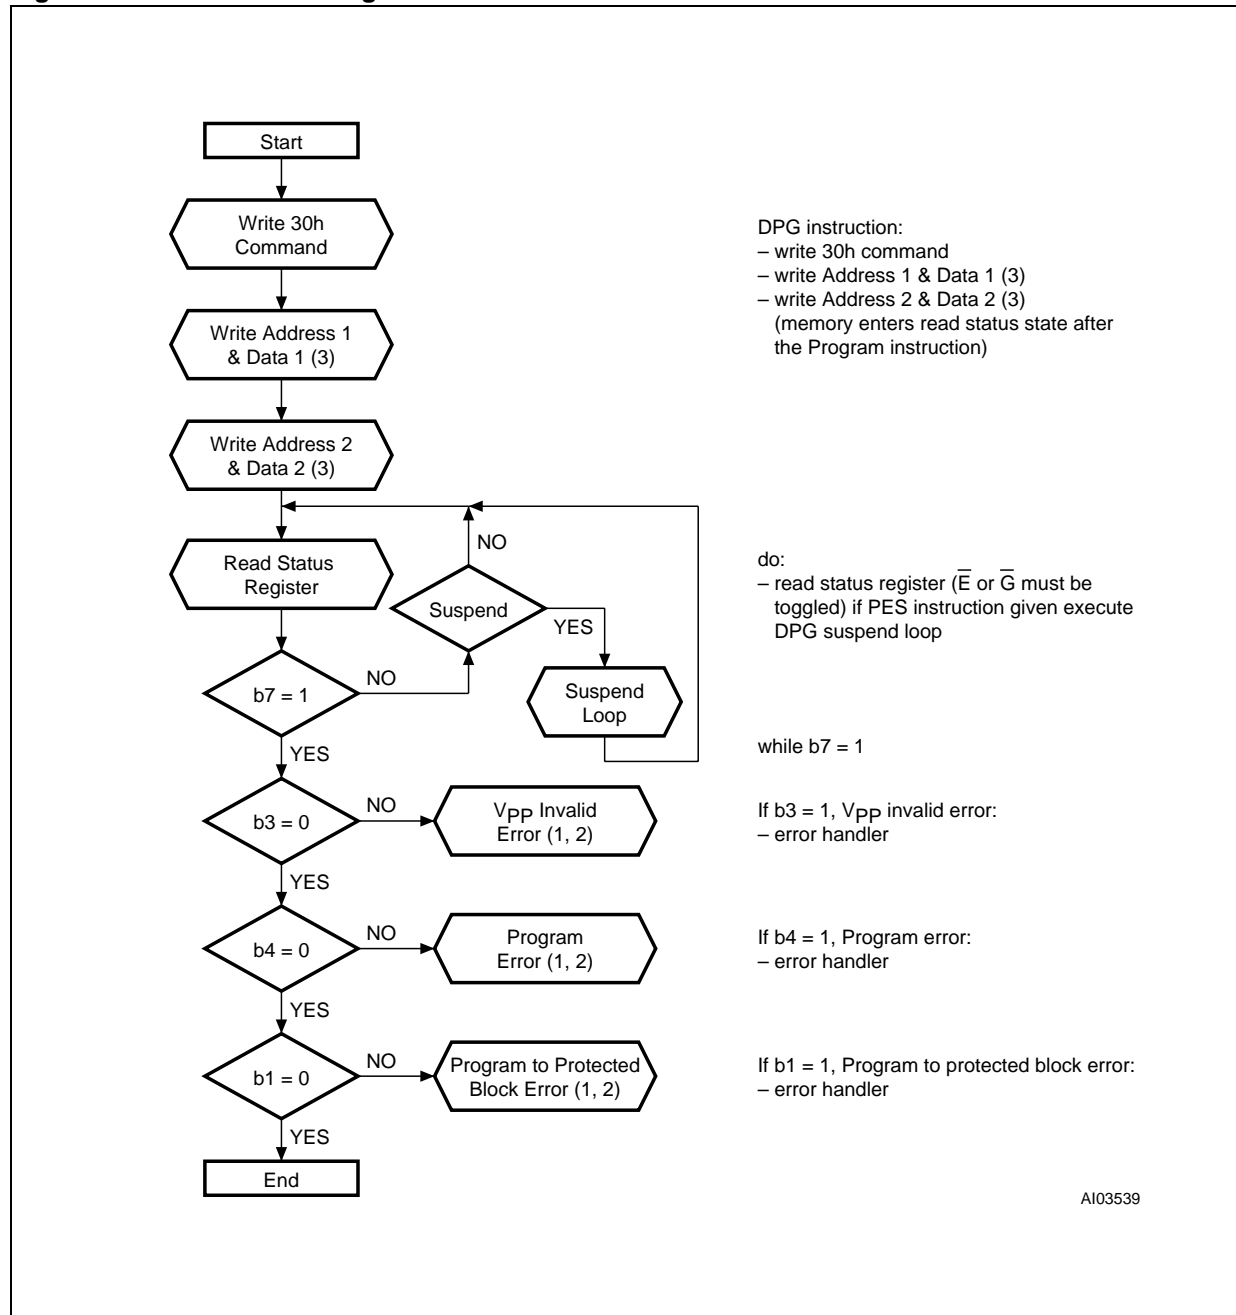 Start
Write 30h
Command
DPG instruction:
– write 30h command
– write Address 1 & Data 1 (3)
– write Address 2 & Data 2 (3)
(memory enters read status state after
the Program instruction)
Write Address 1
& Data 1 (3)
Write Address 2
& Data 2 (3)
NO
Read Status
Register
Suspend
YES
do:
– read status register (E̅ or G̅ must be
toggled) if PES instruction given execute
DPG suspend loop
b7 = 1
NO
Suspend
Loop
YES
while b7 = 1
b3 = 0
NO
VPP Invalid
Error (1, 2)
If b3 = 1, VPP invalid error:
– error handler
YES
b4 = 0
NO
Program
Error (1, 2)
If b4 = 1, Program error:
– error handler
YES
b1 = 0
NO
Program to Protected
Block Error (1, 2)
If b1 = 1, Program to protected block error:
– error handler
YES
End
AI03539